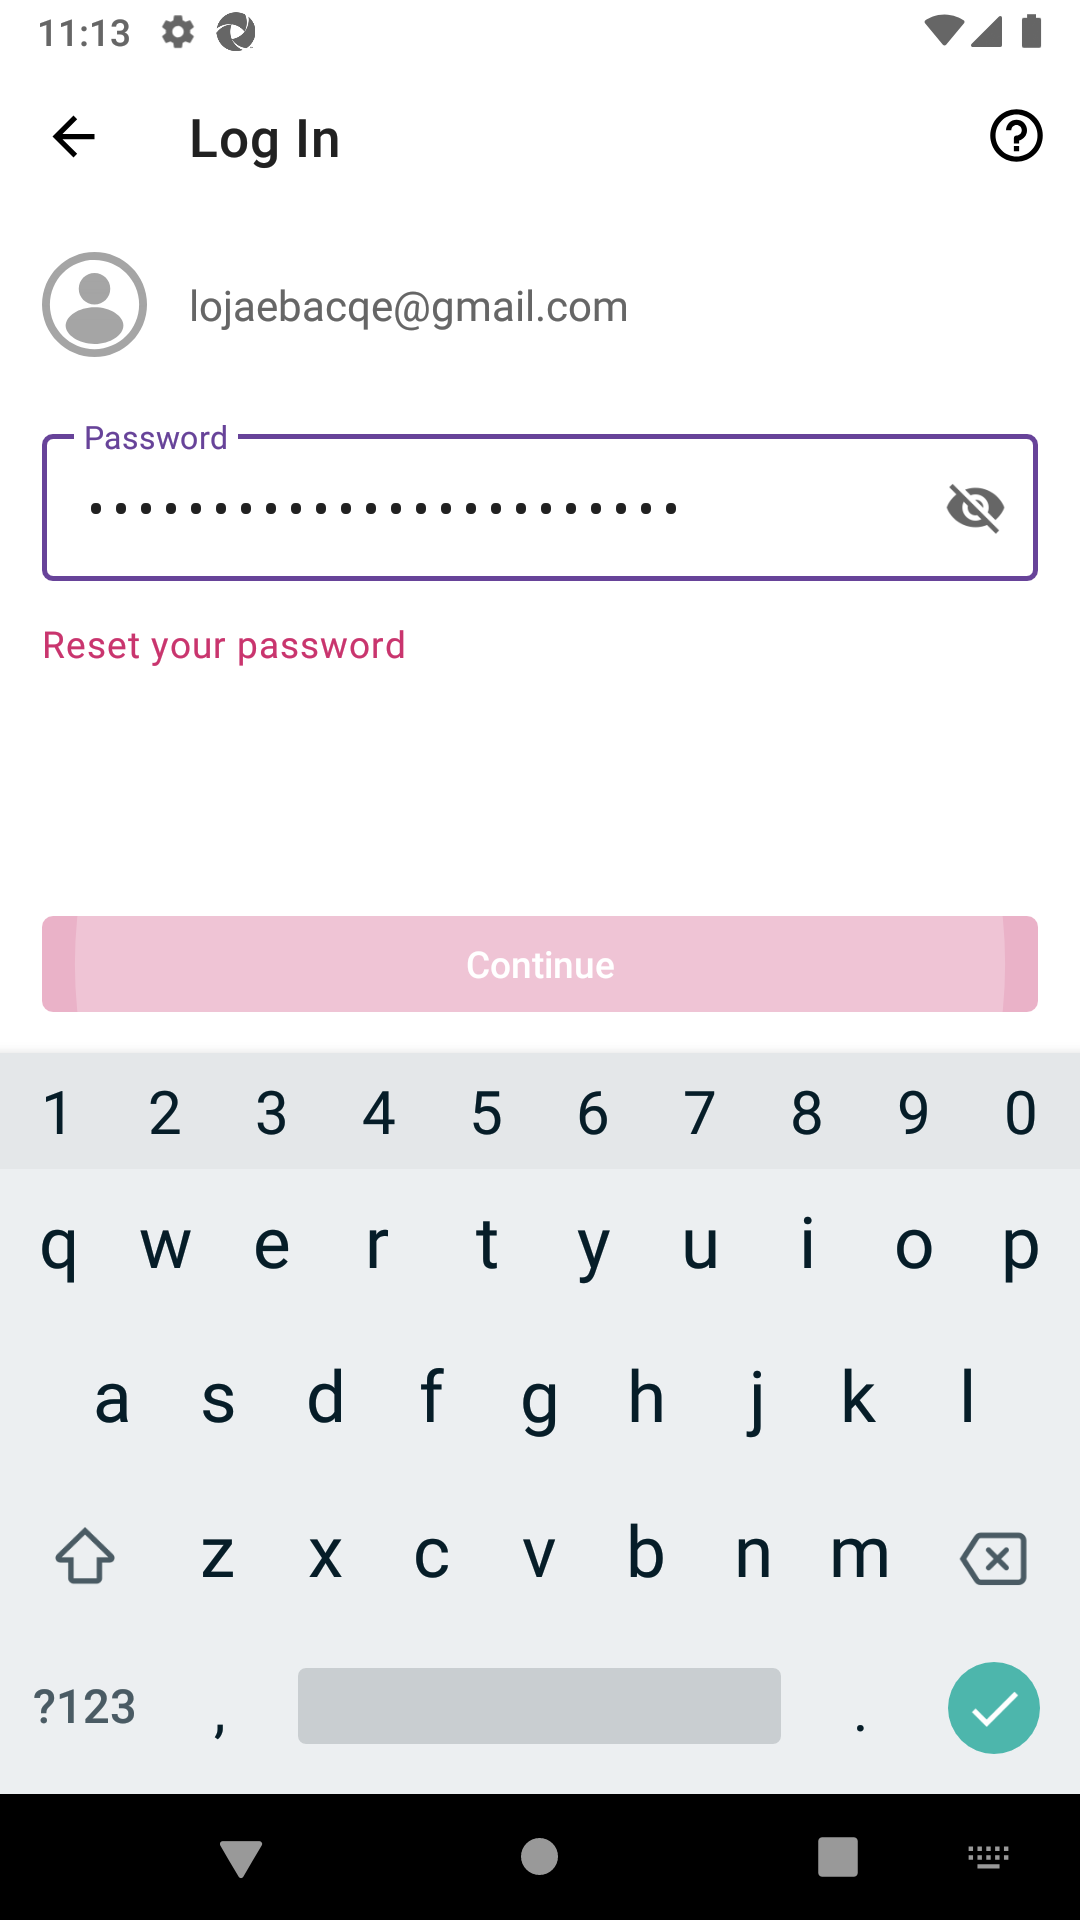 11:13
Log In
lojaebacqe@gmail.com
Password
••••••••••••••••••••••••
Reset your password
Continue
1 2 3 4 5 6 7 8 9 0
q w e r t y u i o p
a s d f g h j k l
z x c v b n m
?123 , .